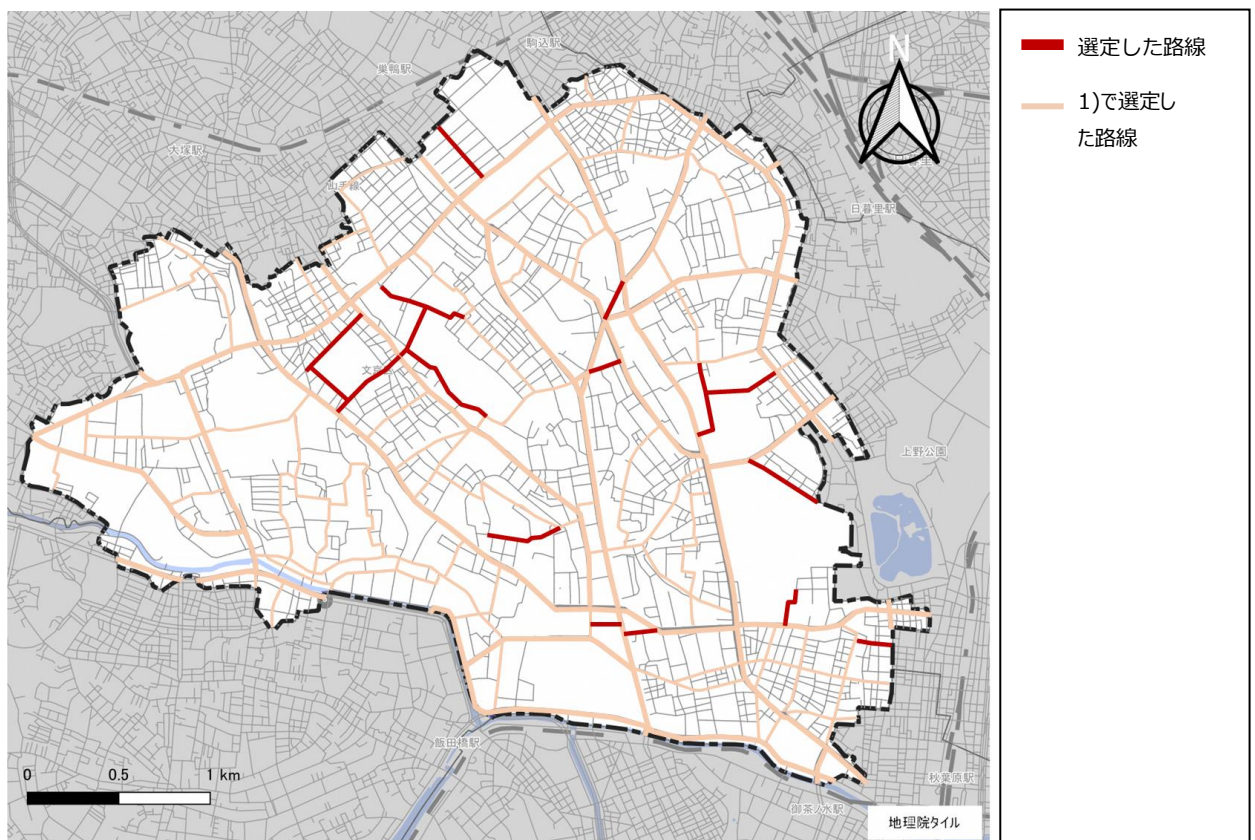 選定した路線
1)で選定し
た路線
N
駒込駅
巣鴨駅
大塚駅
山手線
日暮里駅
上野公園
飯田橋駅
秋葉原駅
御茶ノ水駅
0 0.5 1 km
地理院タイル